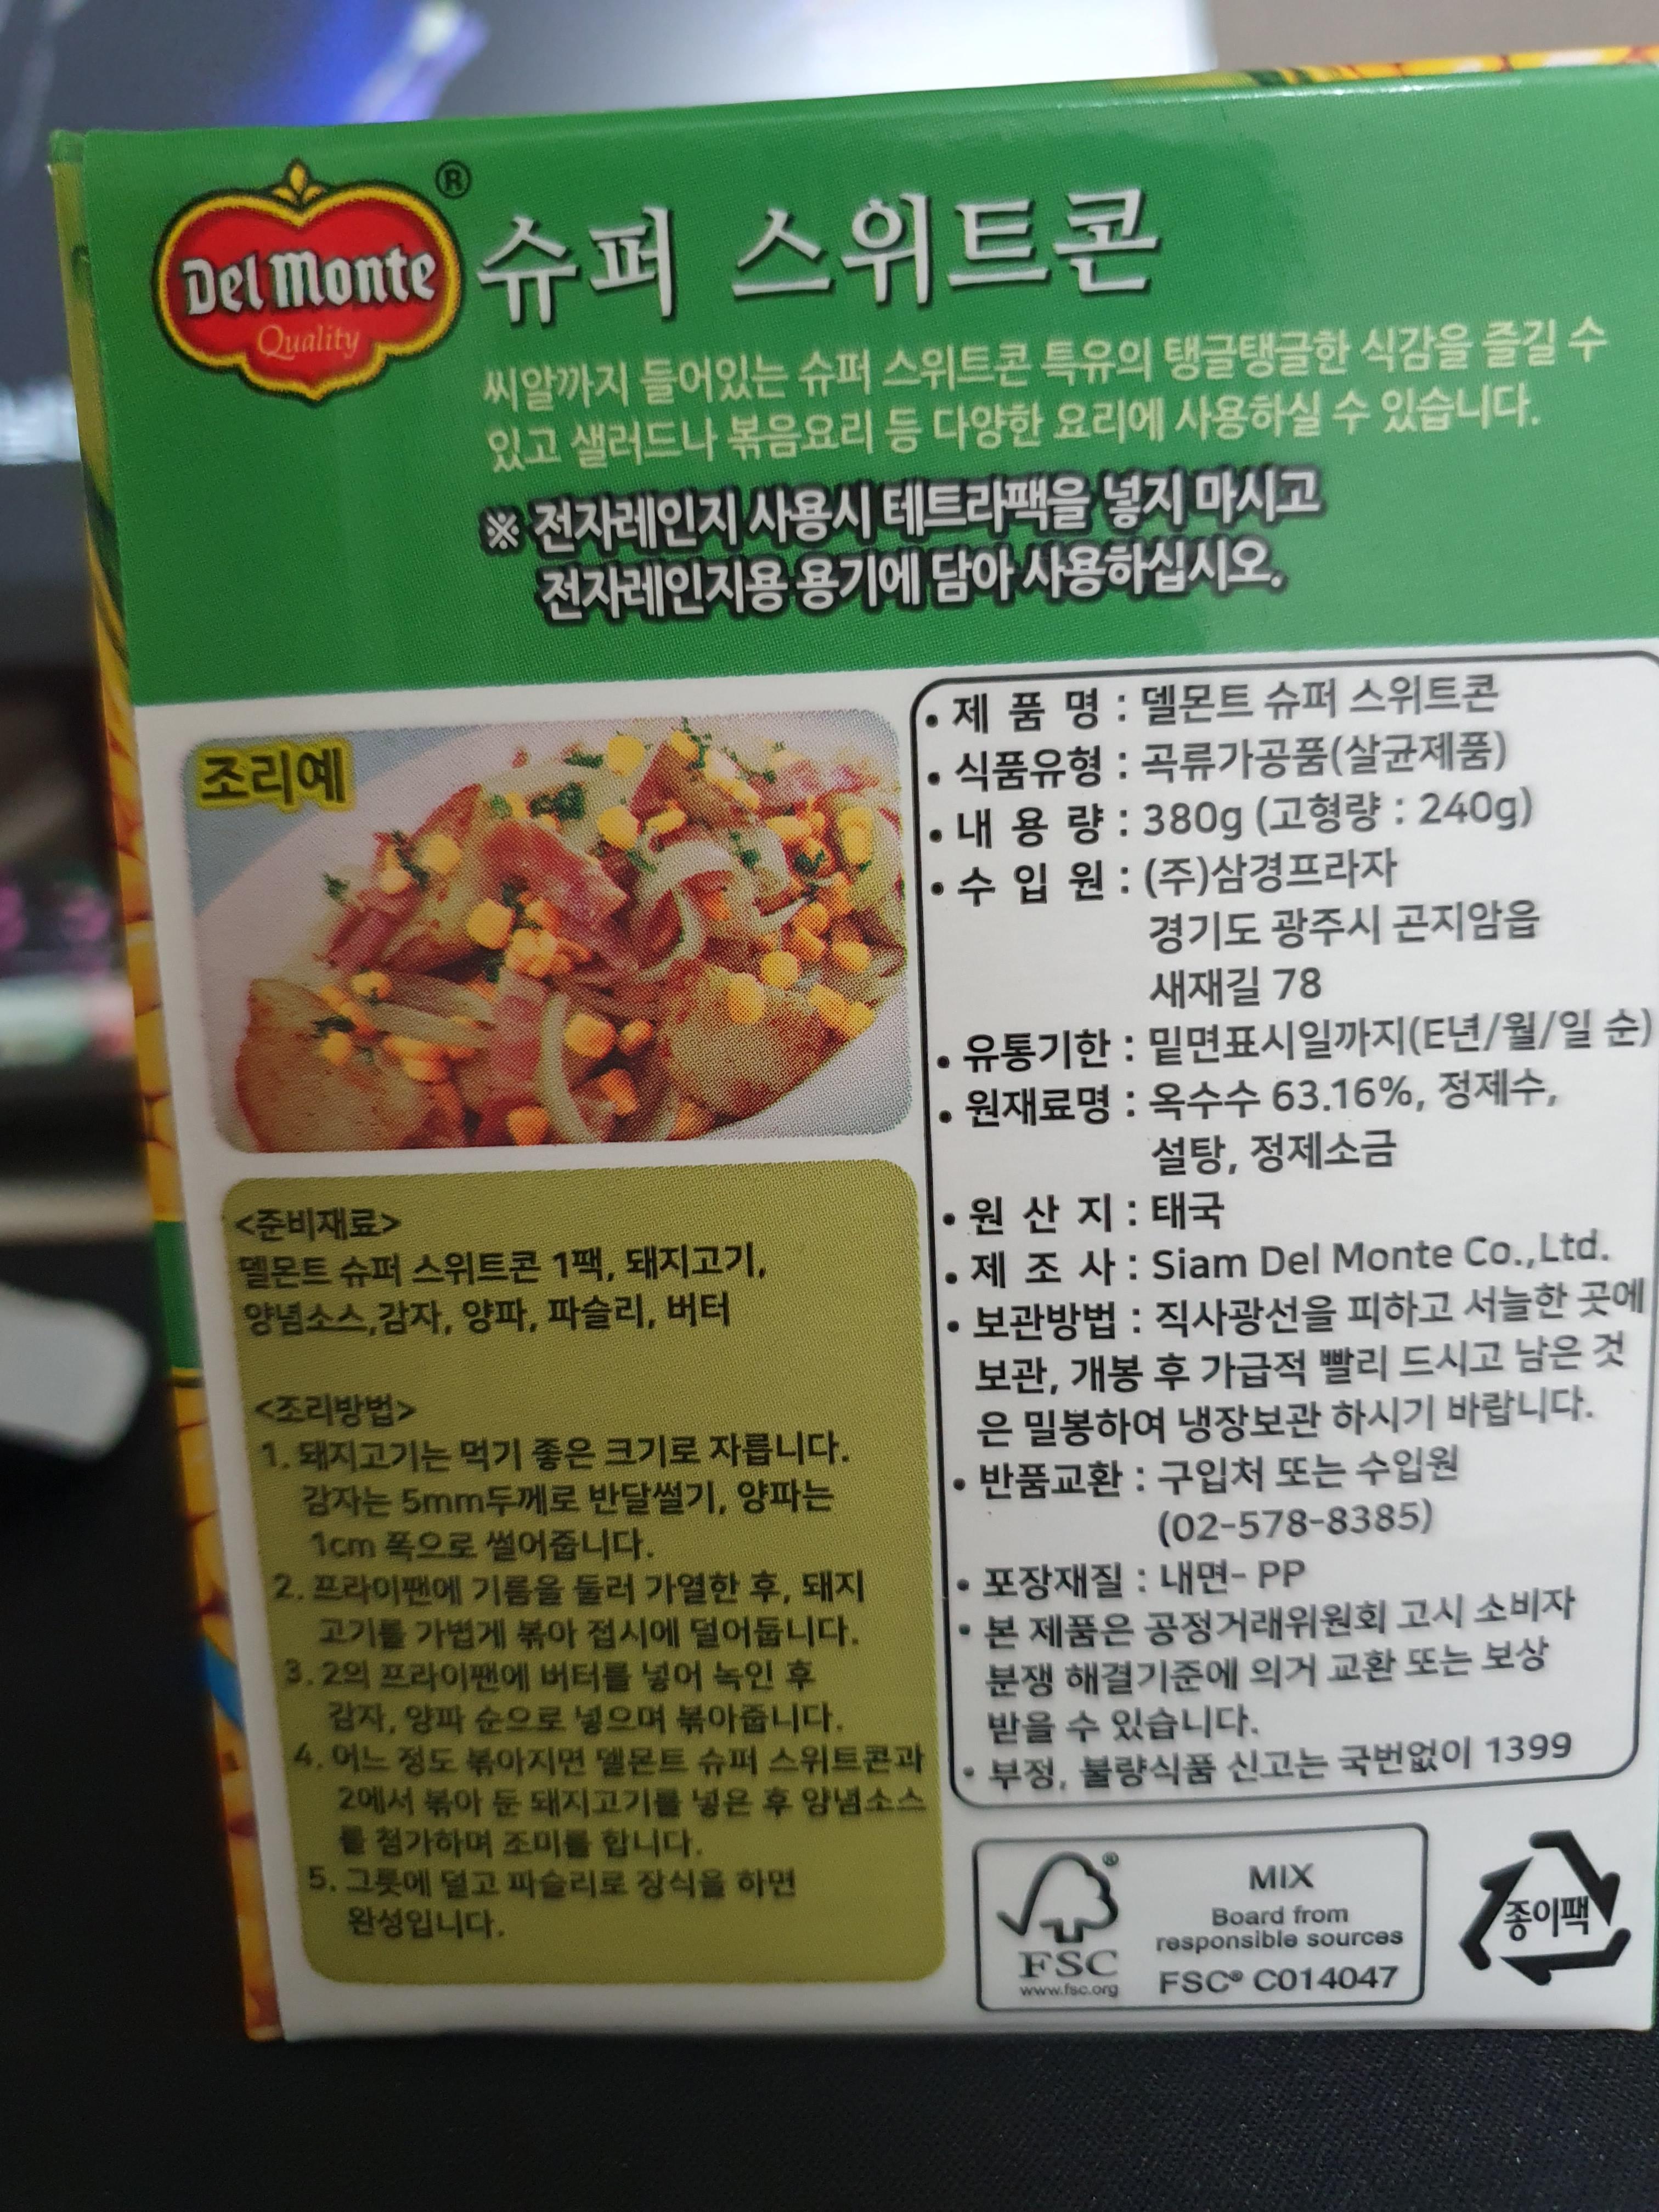 Del Monte
Quality
®
슈퍼 스위트콘
씨알까지 들어있는 슈퍼 스위트콘 특유의 탱글탱글한 식감을 즐길 수
있고 샐러드나 볶음요리 등 다양한 요리에 사용하실 수 있습니다.
※ 전자레인지 사용시 테트라팩을 넣지 마시고
전자레인지용 용기에 담아 사용하십시오.
조리예
<준비재료>
델몬트 슈퍼 스위트콘 1팩, 돼지고기,
양념소스,감자, 양파, 파슬리, 버터
<조리방법>
1. 돼지고기는 먹기 좋은 크기로 자릅니다.
감자는 5mm두께로 반달썰기, 양파는
1cm 폭으로 썰어줍니다.
2. 프라이팬에 기름을 둘러 가열한 후, 돼지
고기를 가볍게 볶아 접시에 덜어둡니다.
3. 2의 프라이팬에 버터를 넣어 녹인 후
감자, 양파 순으로 넣으며 볶아줍니다.
4. 어느 정도 볶아지면 델몬트 슈퍼 스위트콘과
2에서 볶아 둔 돼지고기를 넣은 후 양념소스
를 첨가하며 조미를 합니다.
5. 그릇에 덜고 파슬리로 장식을 하면
완성입니다.
• 제 품 명 : 델몬트 슈퍼 스위트콘
• 식품유형 : 곡류가공품(살균제품)
• 내 용 량 : 380g (고형량 : 240g)
• 수 입 원 : (주)삼경프라자
경기도 광주시 곤지암읍
새재길 78
• 유통기한 : 밑면표시일까지(E년/월/일 순)
• 원재료명 : 옥수수 63.16%, 정제수,
설탕, 정제소금
• 원 산 지 : 태국
• 제 조 사 : Siam Del Monte Co.,Ltd.
• 보관방법 : 직사광선을 피하고 서늘한 곳에
보관, 개봉 후 가급적 빨리 드시고 남은 것
은 밀봉하여 냉장보관 하시기 바랍니다.
• 반품교환 : 구입처 또는 수입원
(02-578-8385)
• 포장재질 : 내면- PP
• 본 제품은 공정거래위원회 고시 소비자
분쟁 해결기준에 의거 교환 또는 보상
받을 수 있습니다.
• 부정, 불량식품 신고는 국번없이 1399
®
FSC
www.fsc.org
MIX
Board from
responsible sources
FSC® C014047
종이팩